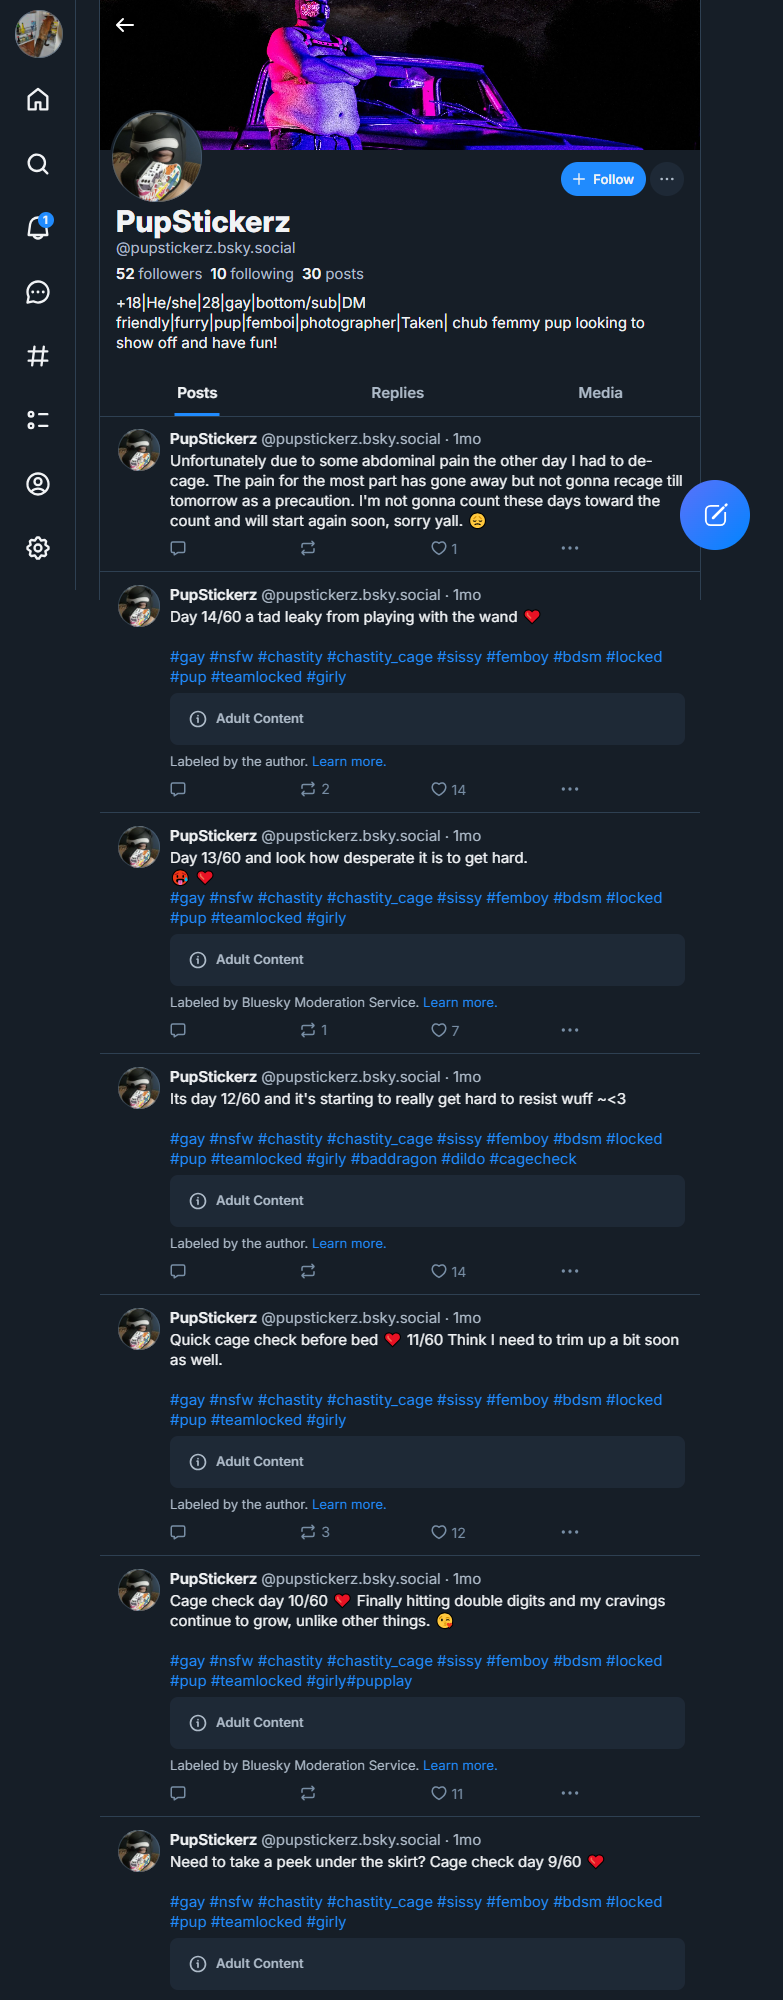 1
+ Follow
PupStickerz
@pupstickerz.bsky.social
52 followers 10 following 30 posts
+18|He/she|28|gay|bottom/sub|DM
friendly|furry|pup|femboi|photographer|Taken| chub femmy pup looking to
show off and have fun!
Posts Replies Media
PupStickerz @pupstickerz.bsky.social · 1mo
Unfortunately due to some abdominal pain the other day I had to de-
cage. The pain for the most part has gone away but not gonna recage till
tomorrow as a precaution. I'm not gonna count these days toward the
count and will start again soon, sorry yall. 😞
1
PupStickerz @pupstickerz.bsky.social · 1mo
Day 14/60 a tad leaky from playing with the wand ❤️
#gay #nsfw #chastity #chastity_cage #sissy #femboy #bdsm #locked
#pup #teamlocked #girly
Adult Content
Labeled by the author. Learn more.
2 14
PupStickerz @pupstickerz.bsky.social · 1mo
Day 13/60 and look how desperate it is to get hard.
🥵 ❤️
#gay #nsfw #chastity #chastity_cage #sissy #femboy #bdsm #locked
#pup #teamlocked #girly
Adult Content
Labeled by Bluesky Moderation Service. Learn more.
1 7
PupStickerz @pupstickerz.bsky.social · 1mo
Its day 12/60 and it's starting to really get hard to resist wuff ~<3
#gay #nsfw #chastity #chastity_cage #sissy #femboy #bdsm #locked
#pup #teamlocked #girly #baddragon #dildo #cagecheck
Adult Content
Labeled by the author. Learn more.
14
PupStickerz @pupstickerz.bsky.social · 1mo
Quick cage check before bed ❤️ 11/60 Think I need to trim up a bit soon
as well.
#gay #nsfw #chastity #chastity_cage #sissy #femboy #bdsm #locked
#pup #teamlocked #girly
Adult Content
Labeled by the author. Learn more.
3 12
PupStickerz @pupstickerz.bsky.social · 1mo
Cage check day 10/60 ❤️ Finally hitting double digits and my cravings
continue to grow, unlike other things. 😘
#gay #nsfw #chastity #chastity_cage #sissy #femboy #bdsm #locked
#pup #teamlocked #girly#pupplay
Adult Content
Labeled by Bluesky Moderation Service. Learn more.
11
PupStickerz @pupstickerz.bsky.social · 1mo
Need to take a peek under the skirt? Cage check day 9/60 ❤️
#gay #nsfw #chastity #chastity_cage #sissy #femboy #bdsm #locked
#pup #teamlocked #girly
Adult Content